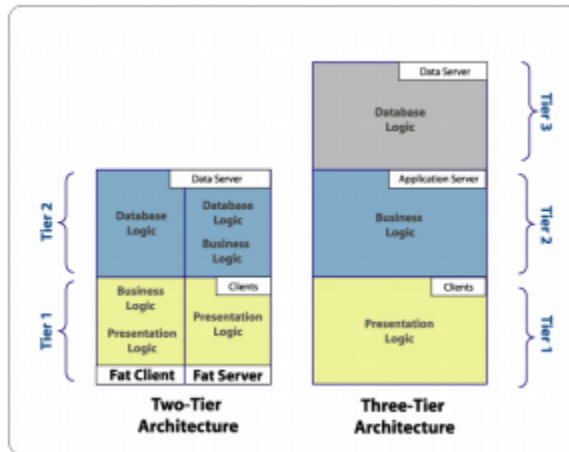 Data Server
Database
Logic
Tier 3
Data Server
Database
Logic
Database
Logic
Business
Logic
Tier 2
Application Server
Business
Logic
Tier 2
Clients
Business
Logic
Presentation
Logic
Presentation
Logic
Tier 1
Fat Client
Fat Server
Clients
Presentation
Logic
Tier 1
Two-Tier
Architecture
Three-Tier
Architecture